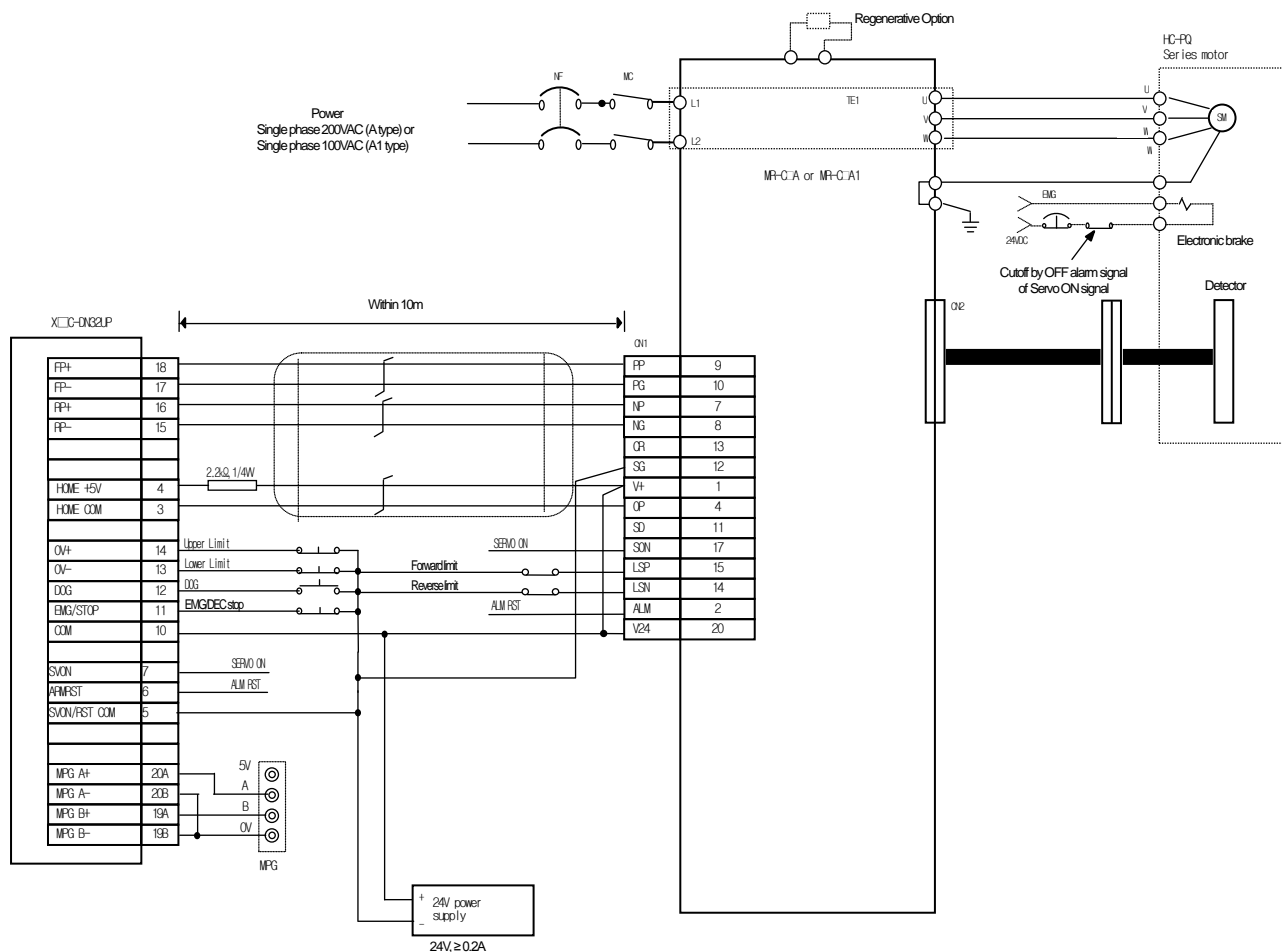 Regenerative Option
HC-PQ
Series motor
NF
MC
Power
Single phase 200VAC (A type) or
Single phase 100VAC (A1 type)
L1
L2
TE1
U
V
W
U
V
W
W
SM
MR-C□A or MR-C□A1
EMG
24VDC
Electronic brake
Cutoff by OFF alarm signal
of Servo ON signal
Detector
CN2
Within 10m
X□C-DN32UP
CN1
FP+ 18
FP- 17
RP+ 16
RP- 15
HOME +5V 4
HOME COM 3
OV+ 14
OV- 13
DOG 12
EMG/STOP 11
COM 10
SVON 7
ARMRST 6
SVON/RST COM 5
MPG A+ 20A
MPG A- 20B
MPG B+ 19A
MPG B- 19B
2.2kΩ, 1/4W
Upper Limit
Lower Limit
DOG
EMG/DEC stop
SERVO ON
ALM RST
5V
A
B
0V
MPG
SERVO ON
Forward limit
Reverse limit
ALM RST
PP 9
PG 10
NP 7
NG 8
CR 13
SG 12
V+ 1
OP 4
SD 11
SON 17
LSP 15
LSN 14
ALM 2
V24 20
+ 24V power
supply
-
24V, ≥ 0.2A